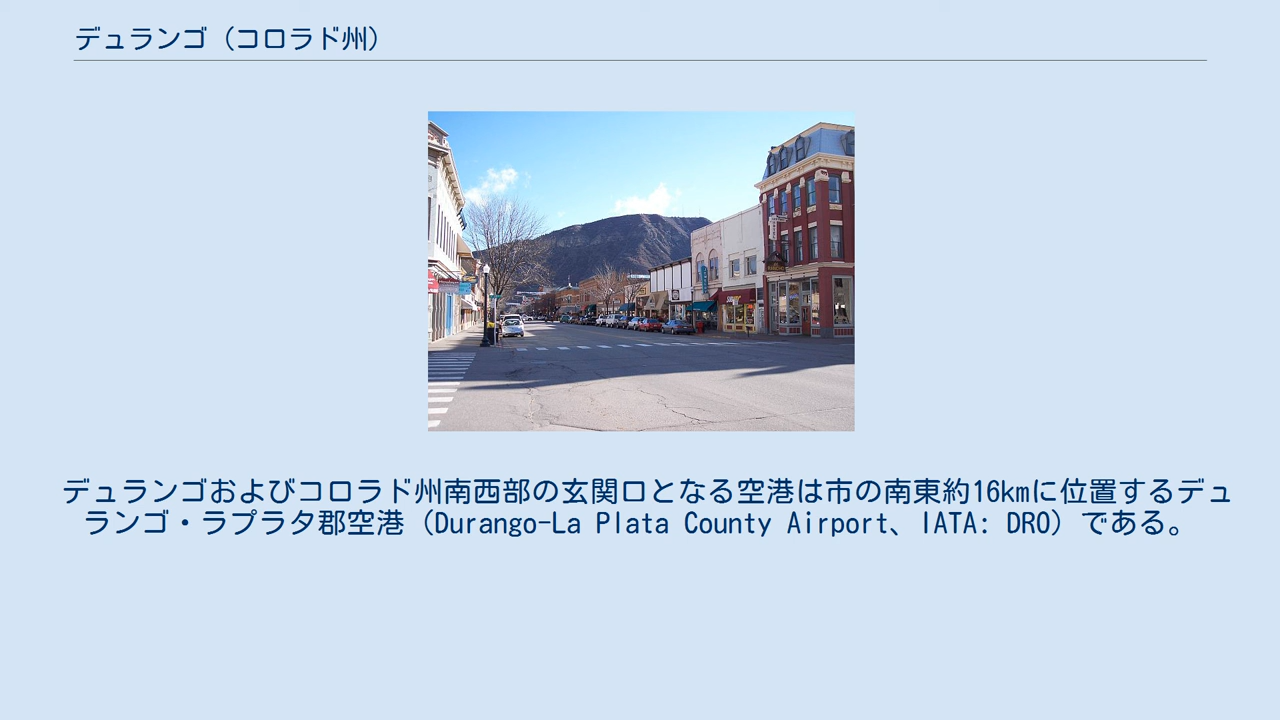 デュランゴ（コロラド州）
デュランゴおよびコロラド州南西部の玄関口となる空港は市の南東約16kmに位置するデュ
ランゴ・ラプラタ郡空港（Durango-La Plata County Airport、IATA: DRO）である。